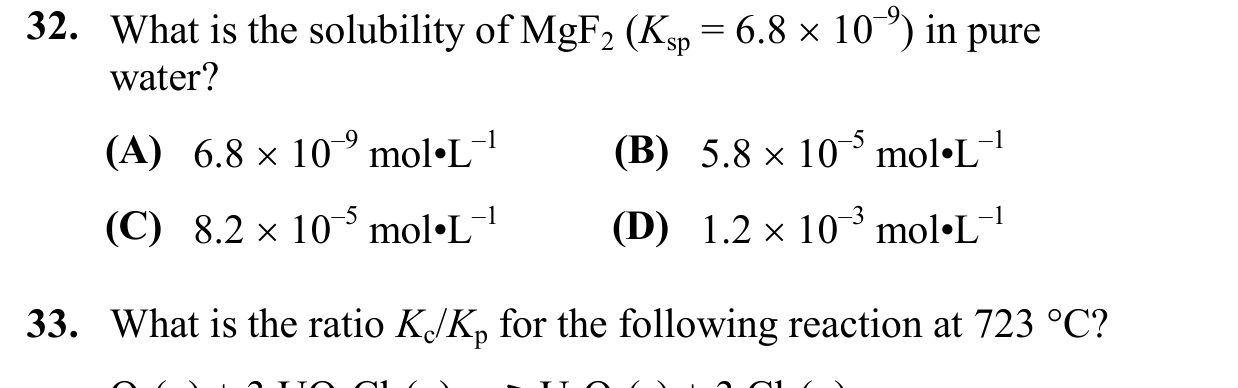 32. What is the solubility of MgF₂ (Ksp = 6.8 × 10⁻⁹) in pure
water?
(A) 6.8 × 10⁻⁹ mol•L⁻¹ (B) 5.8 × 10⁻⁵ mol•L⁻¹
(C) 8.2 × 10⁻⁵ mol•L⁻¹ (D) 1.2 × 10⁻³ mol•L⁻¹
33. What is the ratio Kc/Kp for the following reaction at 723 °C?